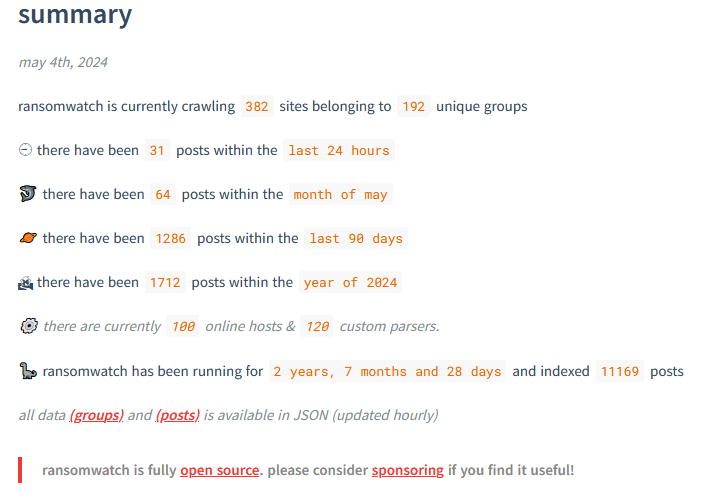 summary
may 4th, 2024
ransomwatch is currently crawling 382 sites belonging to 192 unique groups
there have been 31 posts within the last 24 hours
there have been 64 posts within the month of may
there have been 1286 posts within the last 90 days
there have been 1712 posts within the year of 2024
there are currently 100 online hosts & 120 custom parsers.
ransomwatch has been running for 2 years, 7 months and 28 days and indexed 11169 posts
all data (groups) and (posts) is available in JSON (updated hourly)
ransomwatch is fully open source. please consider sponsoring if you find it useful!